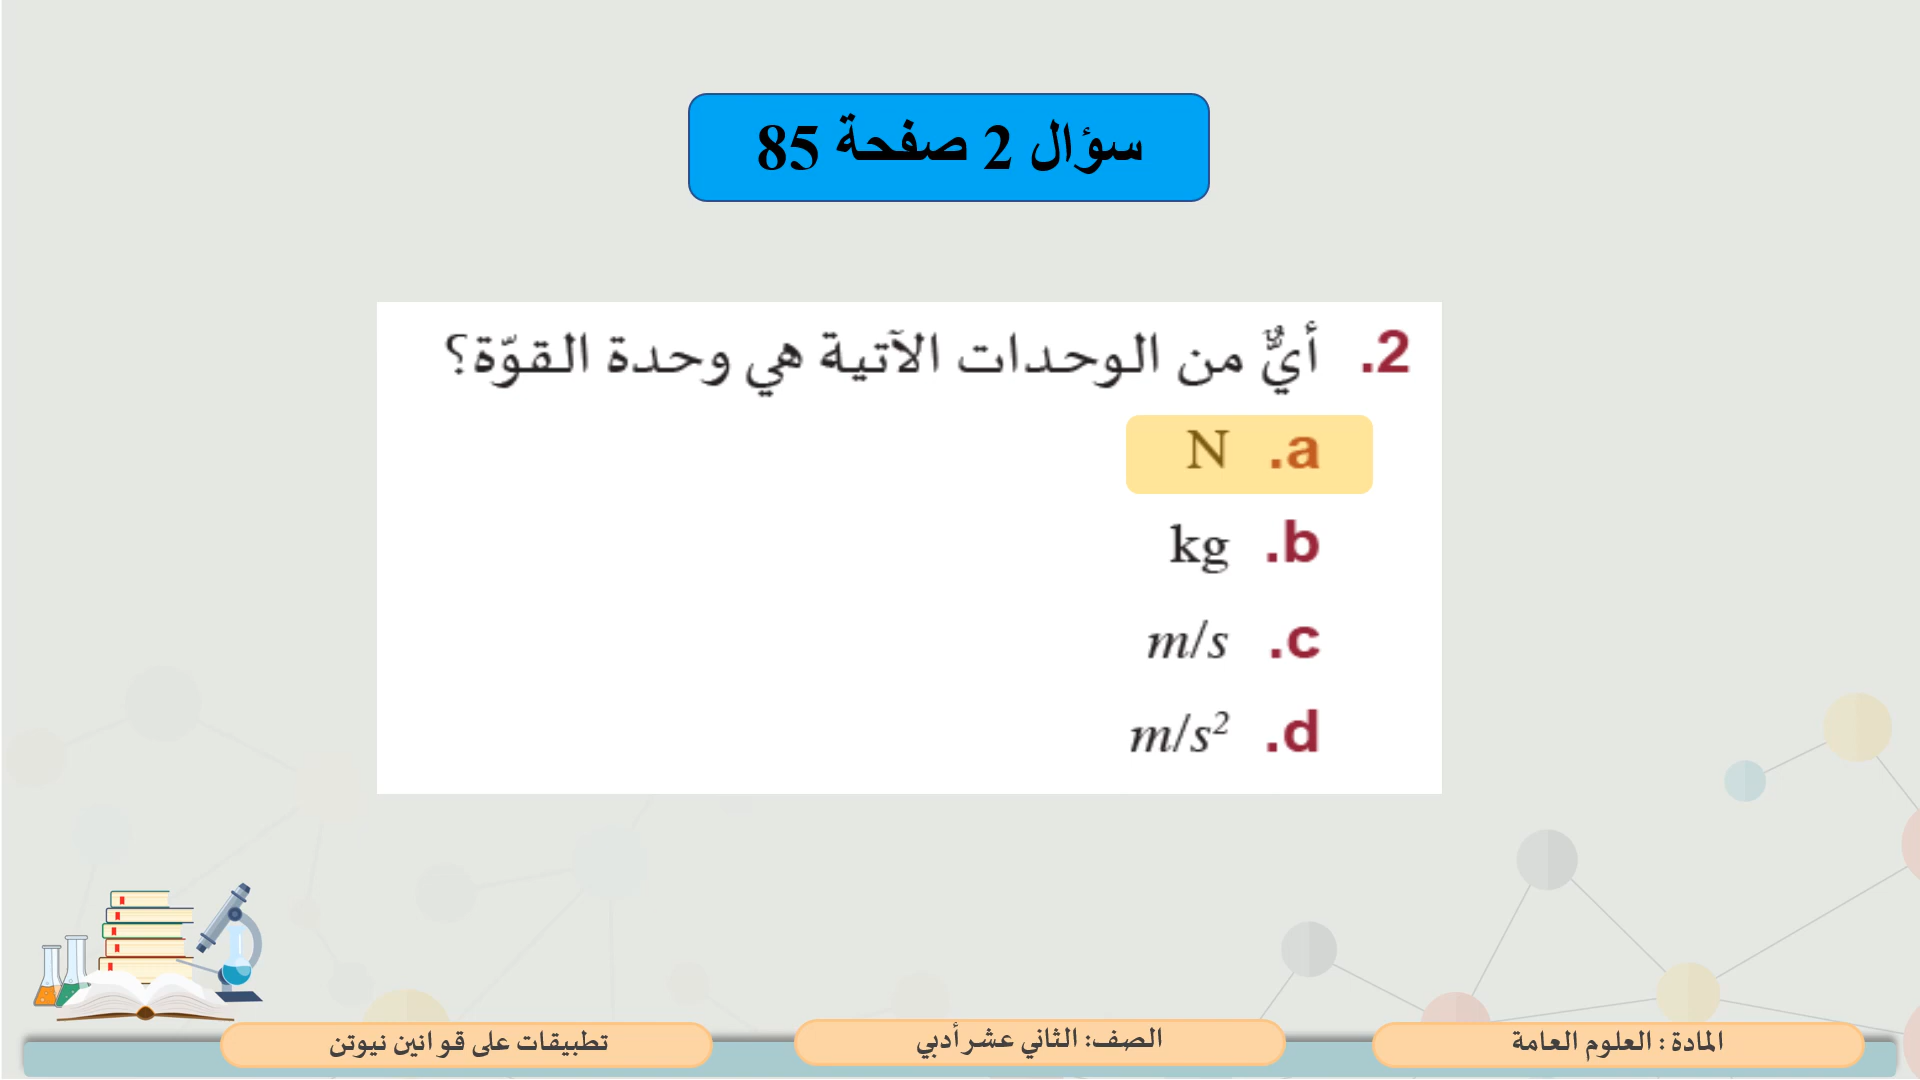 سؤال 2 صفحة 85
2. أيٌّ من الوحدات الآتية هي وحدة القوّة؟
a. N
b. kg
c. m/s
d. m/s²
المادة : العلوم العامة
الصف: الثاني عشر أدبي
تطبيقات على قوانين نيوتن